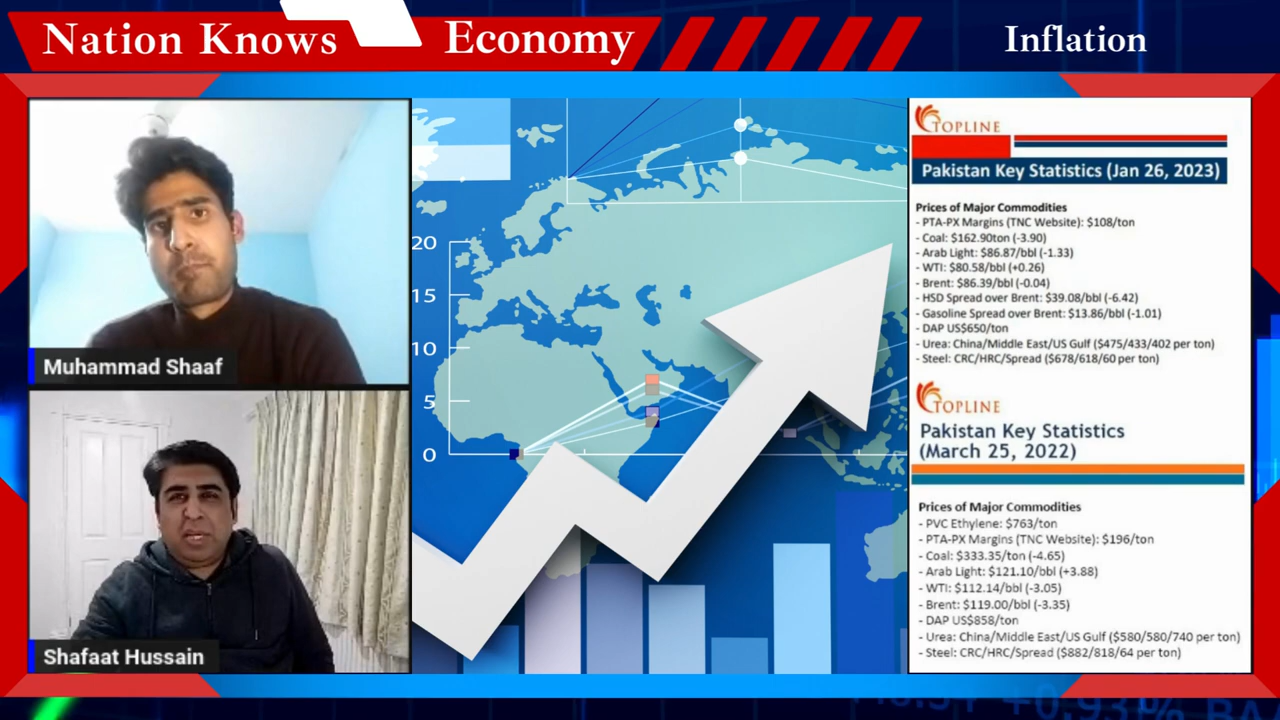 Nation Knows
Economy
Inflation
Muhammad Shaaf
Shafaat Hussain
20
15
10
5
0
TOPLINE
Pakistan Key Statistics (Jan 26, 2023)
Prices of Major Commodities
- PTA-PX Margins (TNC Website): $108/ton
- Coal: $162.90ton (-3.90)
- Arab Light: $86.87/bbl (-1.33)
- WTI: $80.58/bbl (+0.26)
- Brent: $86.39/bbl (-0.04)
- HSD Spread over Brent: $39.08/bbl (-6.42)
- Gasoline Spread over Brent: $13.86/bbl (-1.01)
- DAP US$650/ton
- Urea: China/Middle East/US Gulf ($475/433/402 per ton)
- Steel: CRC/HRC/Spread ($678/618/60 per ton)
TOPLINE
Pakistan Key Statistics
(March 25, 2022)
Prices of Major Commodities
- PVC Ethylene: $763/ton
- PTA-PX Margins (TNC Website): $196/ton
- Coal: $333.35/ton (-4.65)
- Arab Light: $121.10/bbl (+3.88)
- WTI: $112.14/bbl (-3.05)
- Brent: $119.00/bbl (-3.35)
- DAP US$858/ton
- Urea: China/Middle East/US Gulf ($580/580/740 per ton)
- Steel: CRC/HRC/Spread ($882/818/64 per ton)